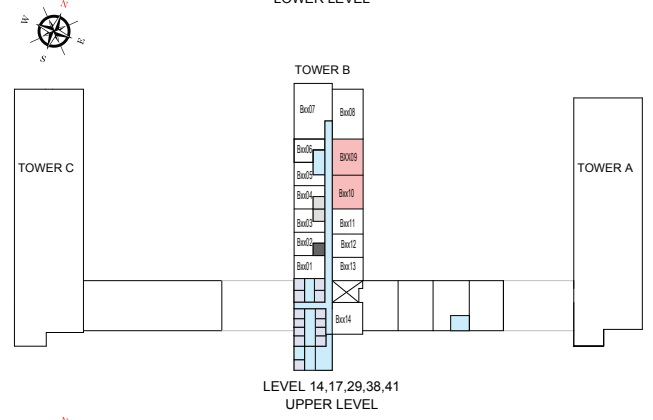 LOWER LEVEL
N
W
E
S
TOWER B
Bxx07
Bxx08
Bxx06
BXX09
TOWER C
TOWER A
Bxx05
Bxx04
Bxx10
Bxx03
Bxx11
Bxx02
Bxx12
Bxx01
Bxx13
Bxx14
LEVEL 14,17,29,38,41
UPPER LEVEL
N